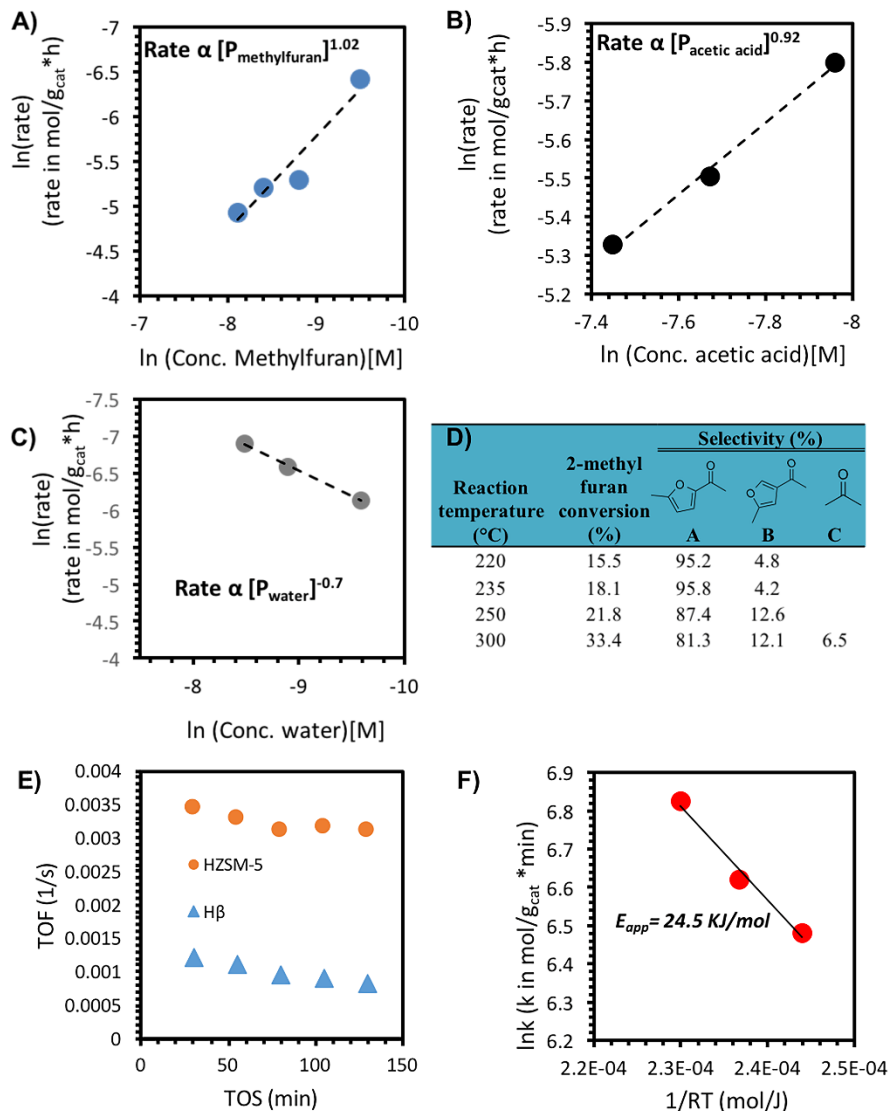 A)
Rate α [Pmethylfuran]1.02
ln(rate)
(rate in mol/gcat*h)
-7
-6.5
-6
-5.5
-5
-4.5
-4
-7
-8
-9
-10
ln (Conc. Methylfuran)[M]
B)
Rate α [Pacetic acid]0.92
ln(rate)
(rate in mol/gcat*h)
-5.9
-5.8
-5.7
-5.6
-5.5
-5.4
-5.3
-5.2
-7.4
-7.6
-7.8
-8
ln (Conc. acetic acid)[M]
C)
ln(rate)
(rate in mol/gcat*h)
-7.5
-7
-6.5
-6
-5.5
-5
-4.5
-4
Rate α [Pwater]-0.7
-8
-9
-10
ln (Conc. water)[M]
D)
Selectivity (%)
Reaction temperature (°C)
2-methyl furan conversion (%)
O
O
O
O
O
A B C
220 15.5 95.2 4.8
235 18.1 95.8 4.2
250 21.8 87.4 12.6
300 33.4 81.3 12.1 6.5
E)
TOF (1/s)
0.004
0.0035
0.003
0.0025
0.002
0.0015
0.001
0.0005
0
HZSM-5
Hβ
0
50
100
150
TOS (min)
F)
lnk (k in mol/gcat *min)
6.9
6.8
6.7
6.6
6.5
6.4
6.3
6.2
Eapp= 24.5 KJ/mol
2.2E-04
2.3E-04
2.4E-04
2.5E-04
1/RT (mol/J)